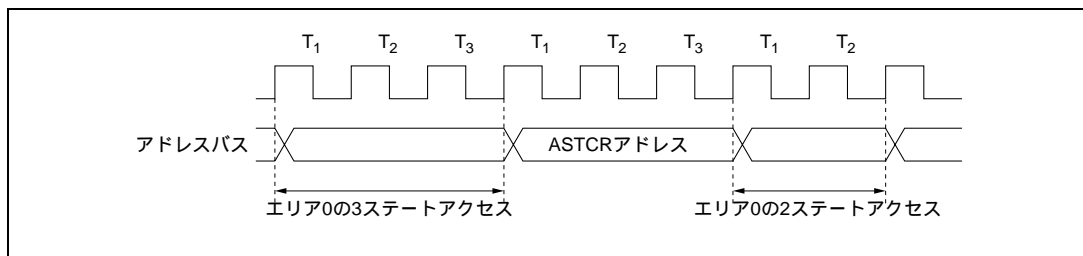 T₁ T₂ T₃ T₁ T₂ T₃ T₁ T₂
アドレスバス ASTCRアドレス
エリア0の3ステートアクセス エリア0の2ステートアクセス